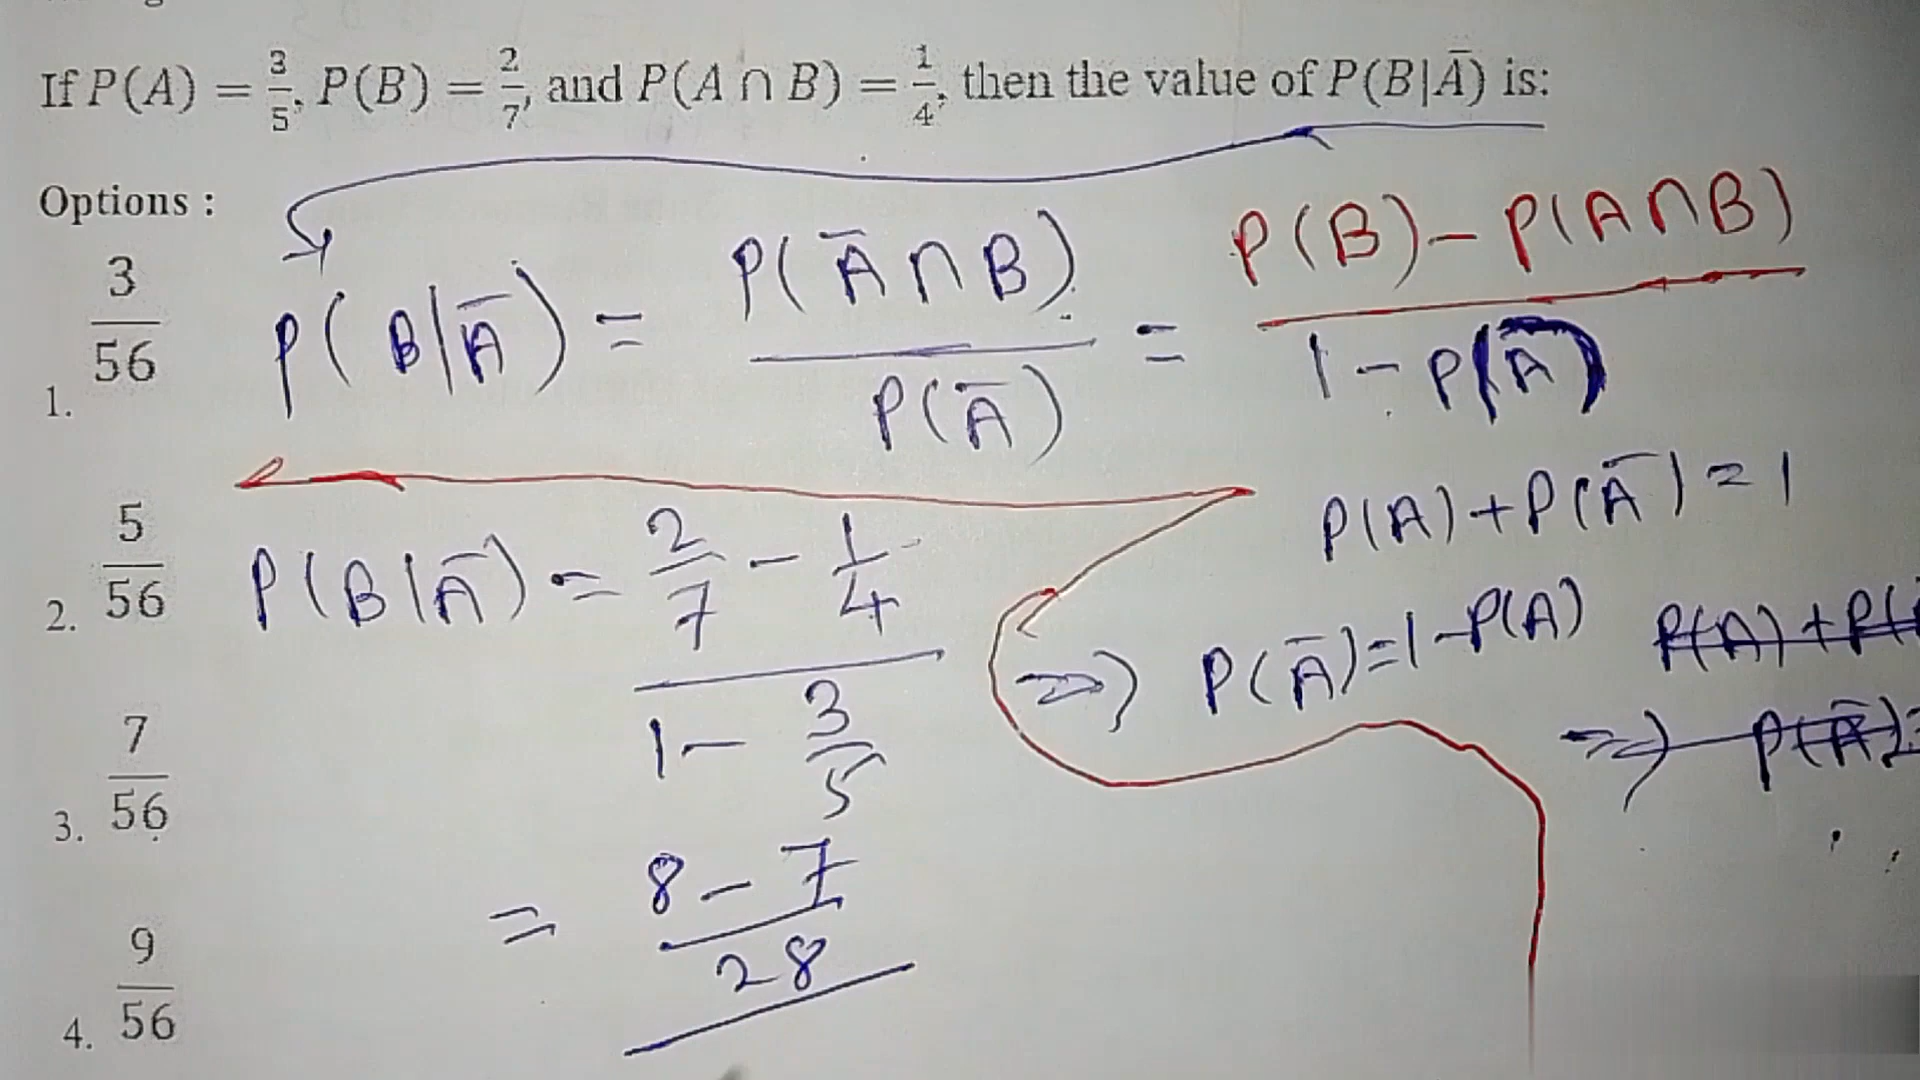 If P(A) = 3/5, P(B) = 2/7, and P(A ∩ B) = 1/4, then the value of P(B|Ā) is:
Options :
1. 3/56
P(B|Ā) = P(Ā ∩ B) / P(Ā) = P(B) - P(A ∩ B) / 1 - P(Ā)
P(A) + P(Ā) = 1
2. 5/56
P(B|Ā) = 2/7 - 1/4 / 1 - 3/5
=> P(Ā) = 1 - P(A)
P(A) + P(
=> P(Ā) =
3. 7/56
= 8 - 7 / 28
4. 9/56